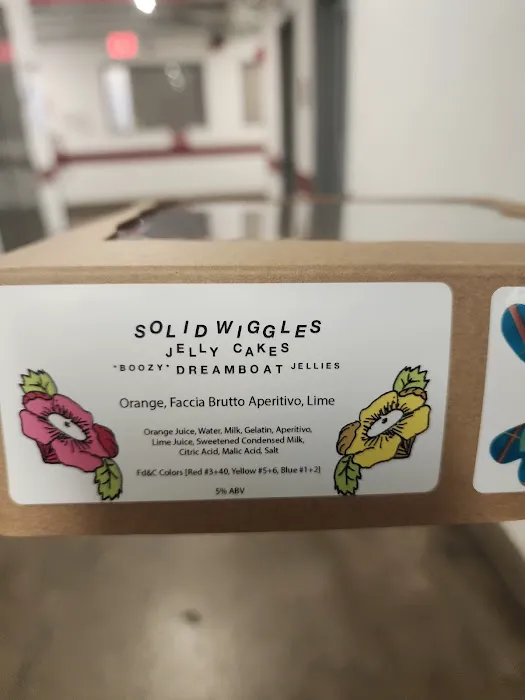 SOLID WIGGLES
JELLY CAKES
"BOOZY" DREAMBOAT JELLIES
Orange, Faccia Brutto Aperitivo, Lime
Orange Juice, Water, Milk, Gelatin, Aperitivo,
Lime Juice, Sweetened Condensed Milk,
Citric Acid, Malic Acid, Salt
Fd&C Colors [Red #3+40, Yellow #5+6, Blue #1+2]
5% ABV